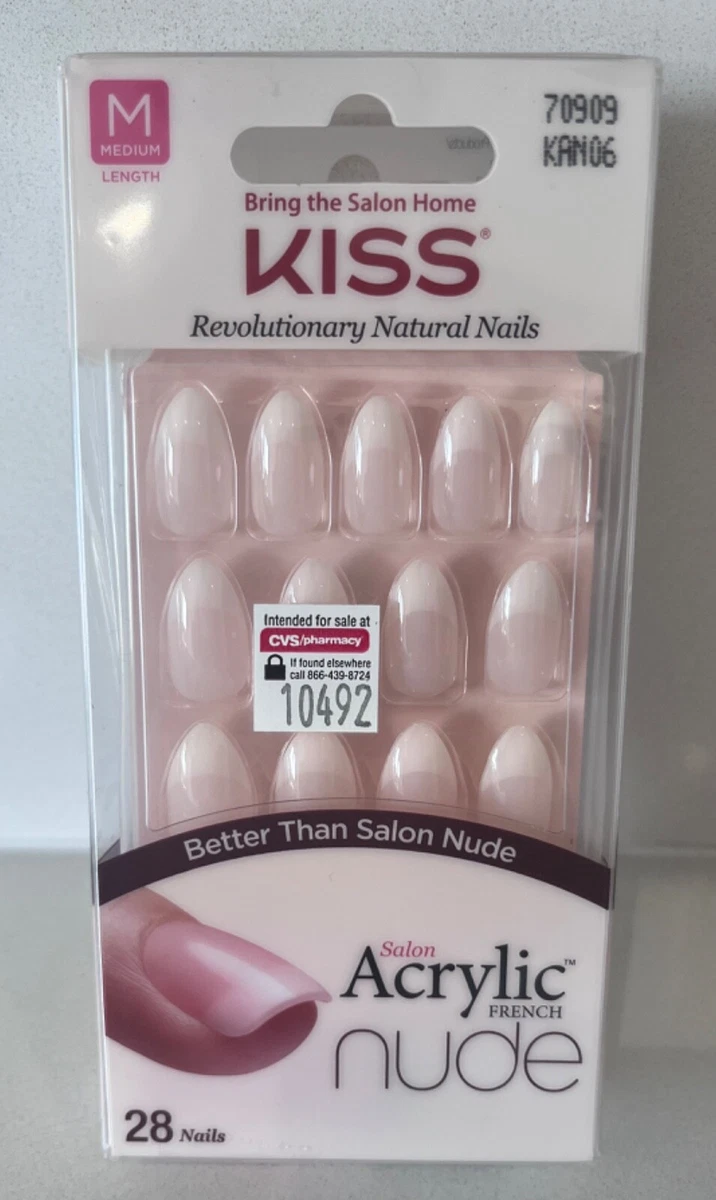 M
MEDIUM
LENGTH
70909
KAN06
Bring the Salon Home
KISS®
Revolutionary Natural Nails
Intended for sale at
CVS/pharmacy
If found elsewhere
call 866-439-8724
10492
Better Than Salon Nude
Salon
Acrylic™
FRENCH
nude
28 Nails